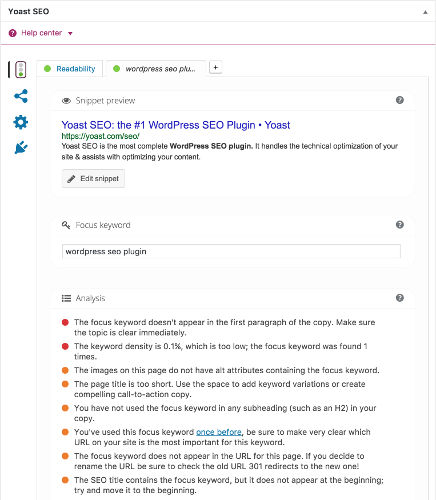 Yoast SEO
Help center
Readability
wordpress seo plu...
+
Snippet preview
Yoast SEO: the #1 WordPress SEO Plugin • Yoast
https://yoast.com/seo/
Yoast SEO is the most complete WordPress SEO plugin. It handles the technical optimization of your
site & assists with optimizing your content.
Edit snippet
Focus keyword
wordpress seo plugin
Analysis
The focus keyword doesn't appear in the first paragraph of the copy. Make sure
the topic is clear immediately.
The keyword density is 0.1%, which is too low; the focus keyword was found 1
times.
The images on this page do not have alt attributes containing the focus keyword.
The page title is too short. Use the space to add keyword variations or create
compelling call-to-action copy.
You have not used the focus keyword in any subheading (such as an H2) in your
copy.
You've used this focus keyword once before, be sure to make very clear which
URL on your site is the most important for this keyword.
The focus keyword does not appear in the URL for this page. If you decide to
rename the URL be sure to check the old URL 301 redirects to the new one!
The SEO title contains the focus keyword, but it does not appear at the beginning;
try and move it to the beginning.